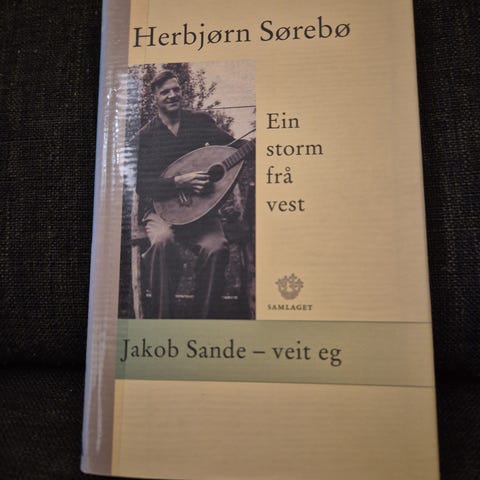 Herbjørn Sørebø
Ein
storm
frå
vest
SAMLAGET
Jakob Sande – veit eg